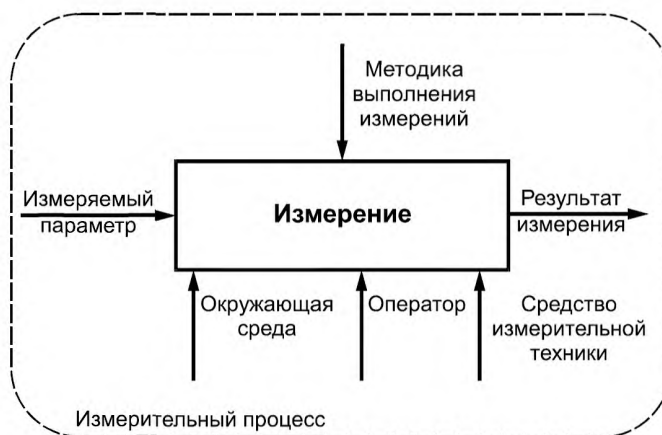 Методика
выполнения
измерений
Измеряемый
параметр
Измерение
Результат
измерения
Окружающая
среда
Оператор
Средство
измерительной
техники
Измерительный процесс